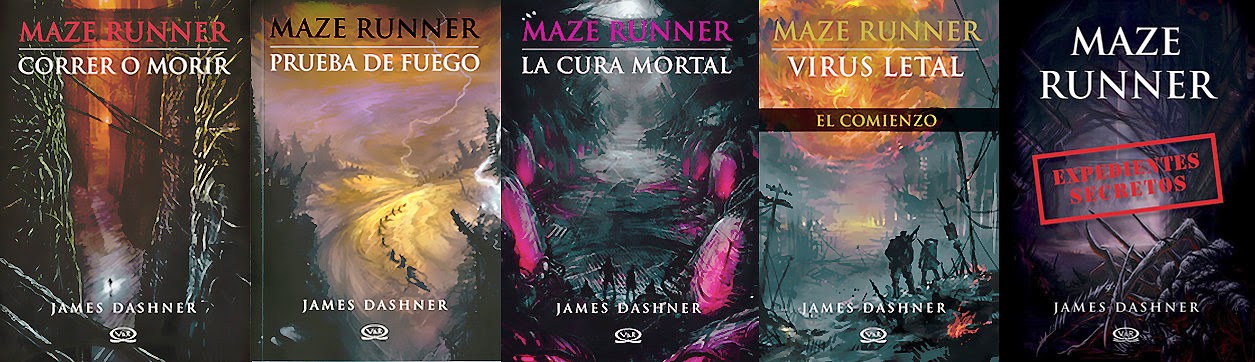 MAZE RUNNER
CORRER O MORIR
JAMES DASHNER
V&R
MAZE RUNNER
PRUEBA DE FUEGO
JAMES DASHNER
V&R
MAZE RUNNER
LA CURA MORTAL
JAMES DASHNER
V&R
MAZE RUNNER
VIRUS LETAL
EL COMIENZO
JAMES DASHNER
V&R
MAZE
RUNNER
EXPEDIENTES
SECRETOS
JAMES DASHNER
V&R